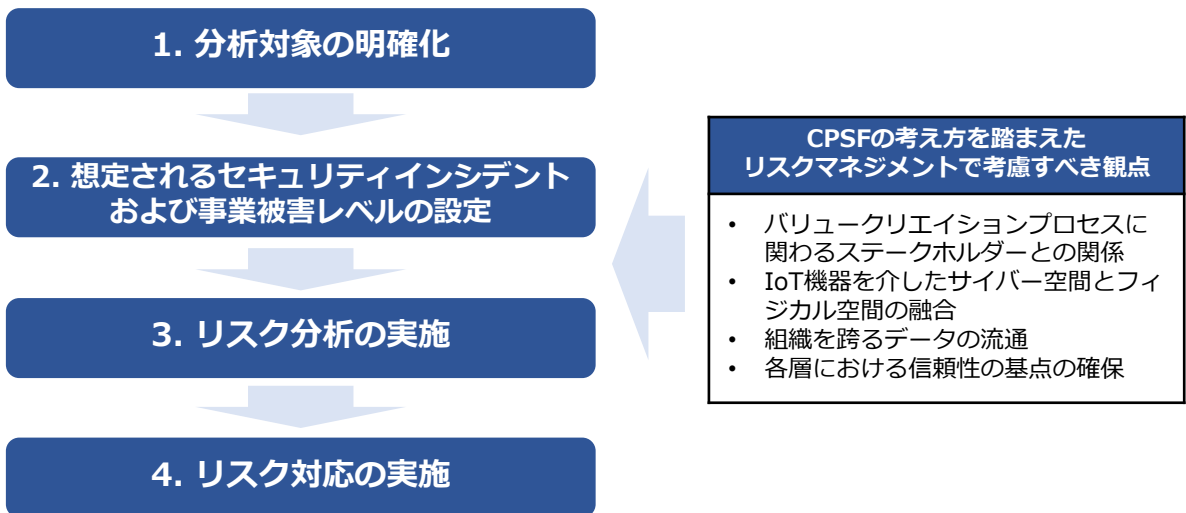 1. 分析対象の明確化
2. 想定されるセキュリティインシデント
および事業被害レベルの設定
3. リスク分析の実施
4. リスク対応の実施
CPSFの考え方を踏まえた
リスクマネジメントで考慮すべき観点
• バリュークリエイションプロセスに
関わるステークホルダーとの関係
• IoT機器を介したサイバー空間とフィ
ジカル空間の融合
• 組織を跨るデータの流通
• 各層における信頼性の基点の確保